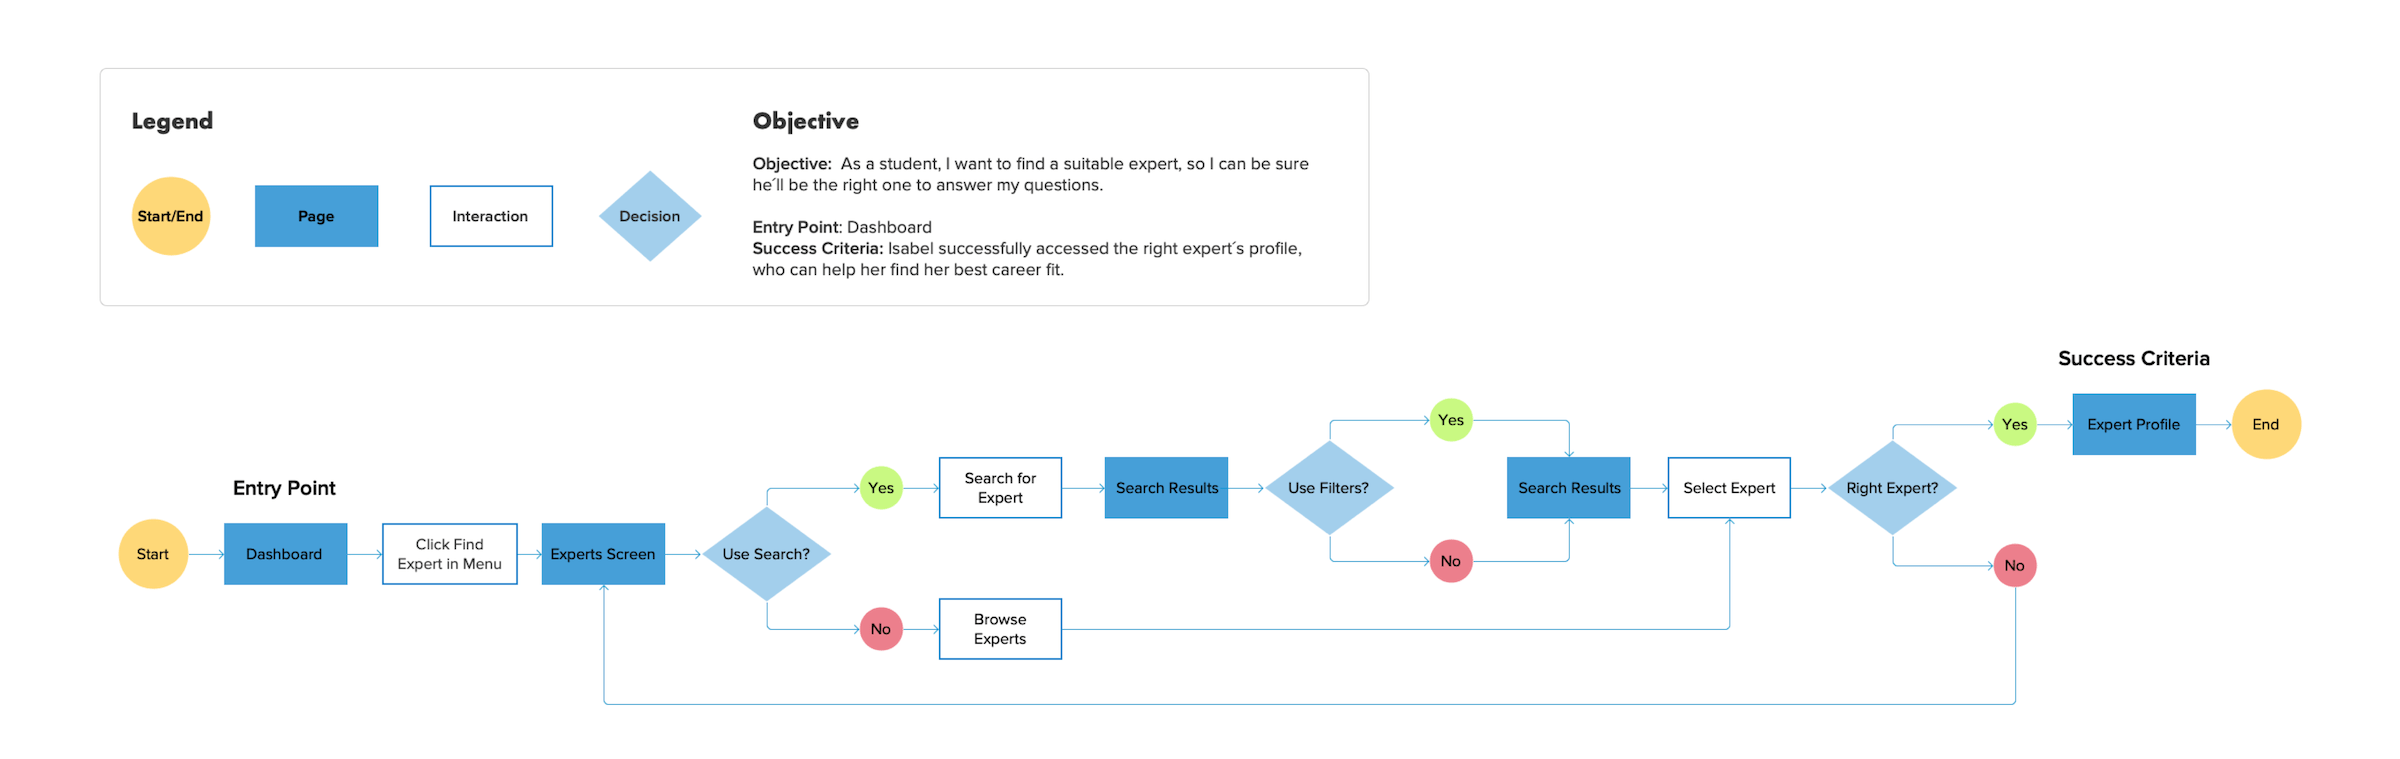 Legend
Start/End
Page
Interaction
Decision
Objective
Objective:  As a student, I want to find a suitable expert, so I can be sure
he´ll be the right one to answer my questions.
Entry Point: Dashboard
Success Criteria: Isabel successfully accessed the right expert´s profile,
who can help her find her best career fit.
Entry Point
Start
Dashboard
Click Find
Expert in Menu
Experts Screen
Use Search?
Yes
Search for
Expert
Search Results
Use Filters?
Yes
No
Search Results
Select Expert
Right Expert?
No
Browse
Experts
Success Criteria
Yes
Expert Profile
End
No